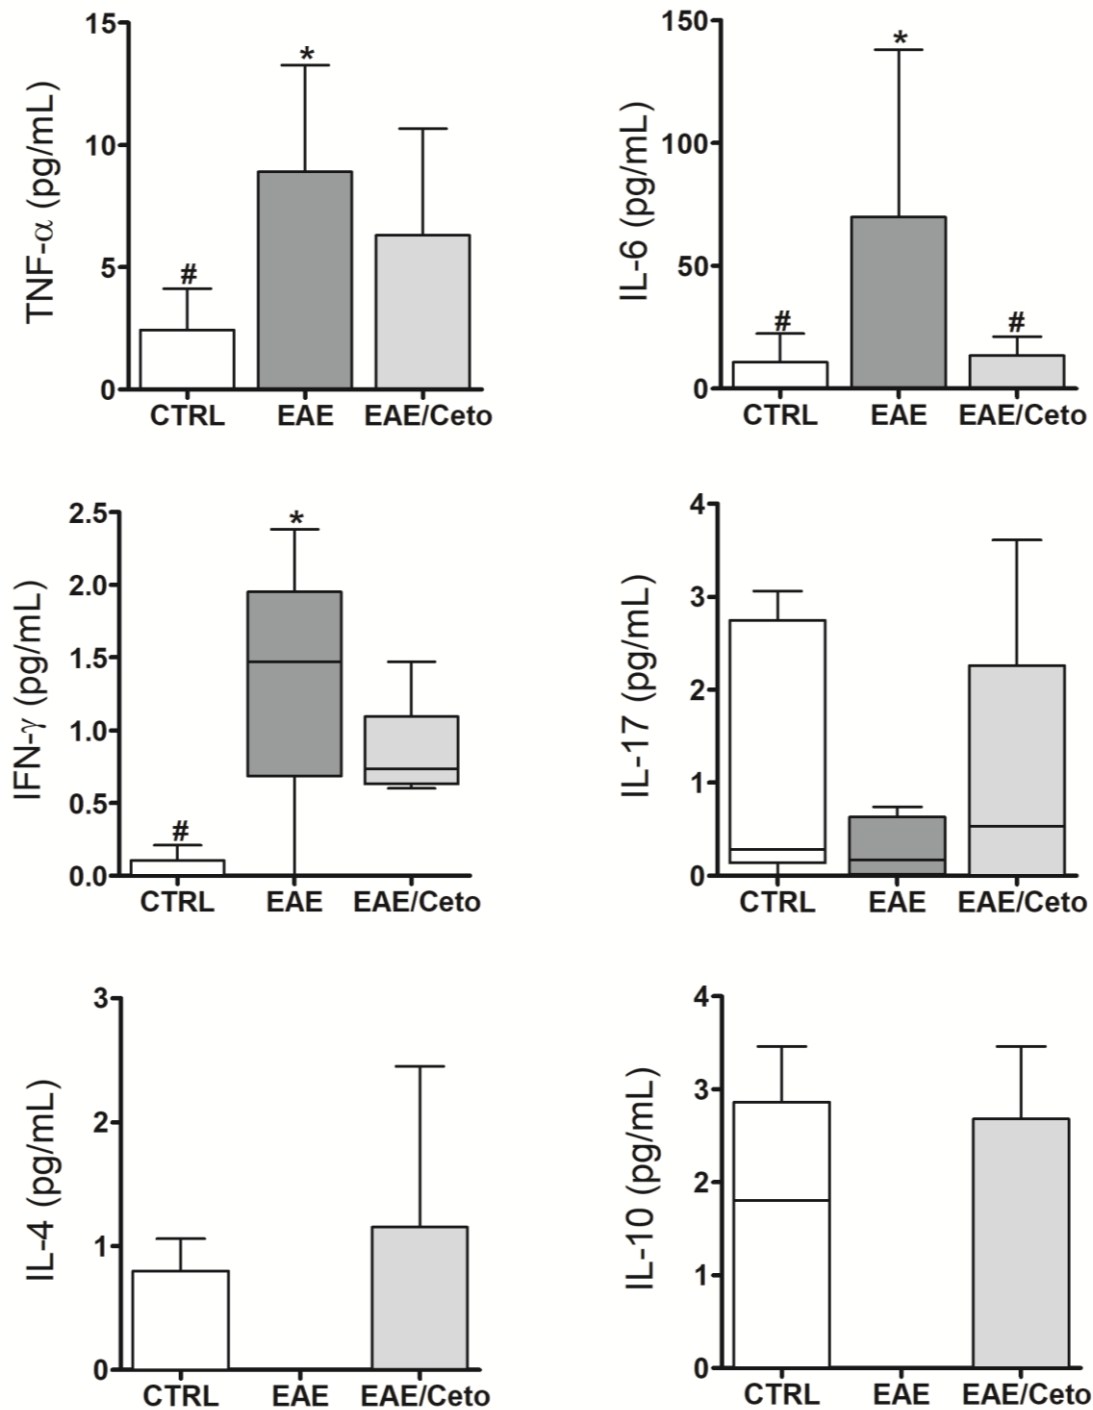 TNF-α (pg/mL)
15
10
5
0
*
#
CTRL EAE EAE/Ceto
IL-6 (pg/mL)
150
100
50
0
*
# #
CTRL EAE EAE/Ceto
IFN-γ (pg/mL)
2.5
2.0
1.5
1.0
0.5
0.0
*
#
CTRL EAE EAE/Ceto
IL-17 (pg/mL)
4
3
2
1
0
CTRL EAE EAE/Ceto
IL-4 (pg/mL)
3
2
1
0
CTRL EAE EAE/Ceto
IL-10 (pg/mL)
4
3
2
1
0
CTRL EAE EAE/Ceto